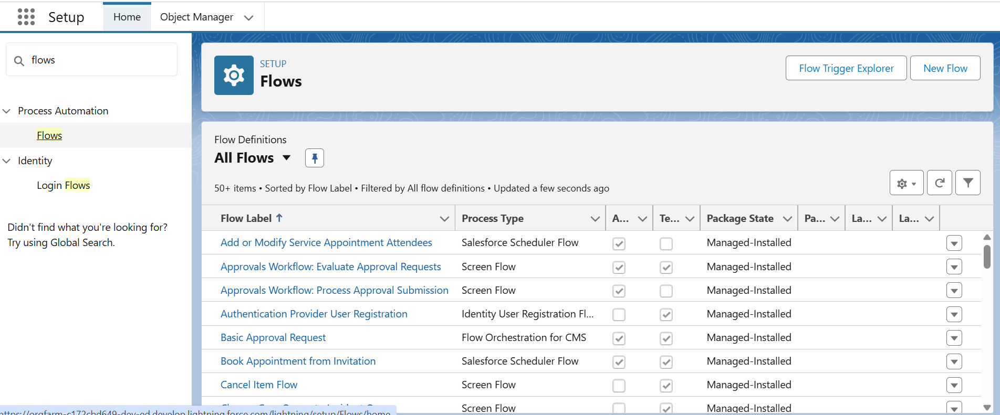 Setup
Home
Object Manager
flows
Process Automation
Flows
Identity
Login Flows
Didn't find what you're looking for?
Try using Global Search.
SETUP
Flows
Flow Trigger Explorer
New Flow
Flow Definitions
All Flows
50+ items • Sorted by Flow Label • Filtered by All flow definitions • Updated a few seconds ago
Flow Label ↑ Process Type A... Te... Package State Pa... La... La...
Add or Modify Service Appointment Attendees Salesforce Scheduler Flow Managed-Installed
Approvals Workflow: Evaluate Approval Requests Screen Flow Managed-Installed
Approvals Workflow: Process Approval Submission Screen Flow Managed-Installed
Authentication Provider User Registration Identity User Registration Fl... Managed-Installed
Basic Approval Request Flow Orchestration for CMS Managed-Installed
Book Appointment from Invitation Salesforce Scheduler Flow Managed-Installed
Cancel Item Flow Screen Flow Managed-Installed
Screen Flow Managed-Installed
https://orgfarm-c172cbd649-dev-ed.develop.lightning.force.com/lightning/setup/Flows/home